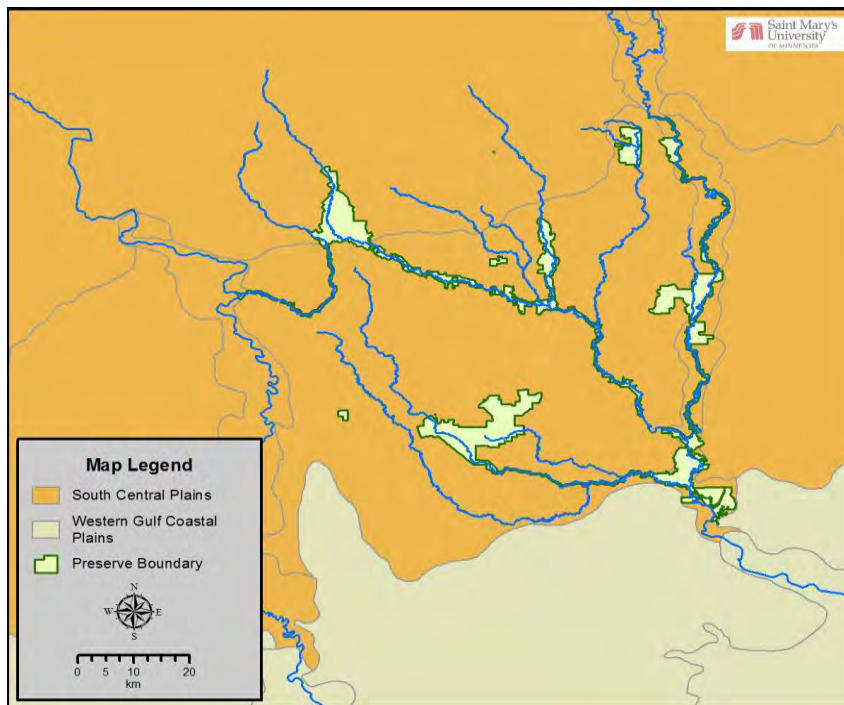 Saint Mary's
University
OF MINNESOTA
Map Legend
South Central Plains
Western Gulf Coastal
Plains
Preserve Boundary
N
W E
S
0 5 10 20
km